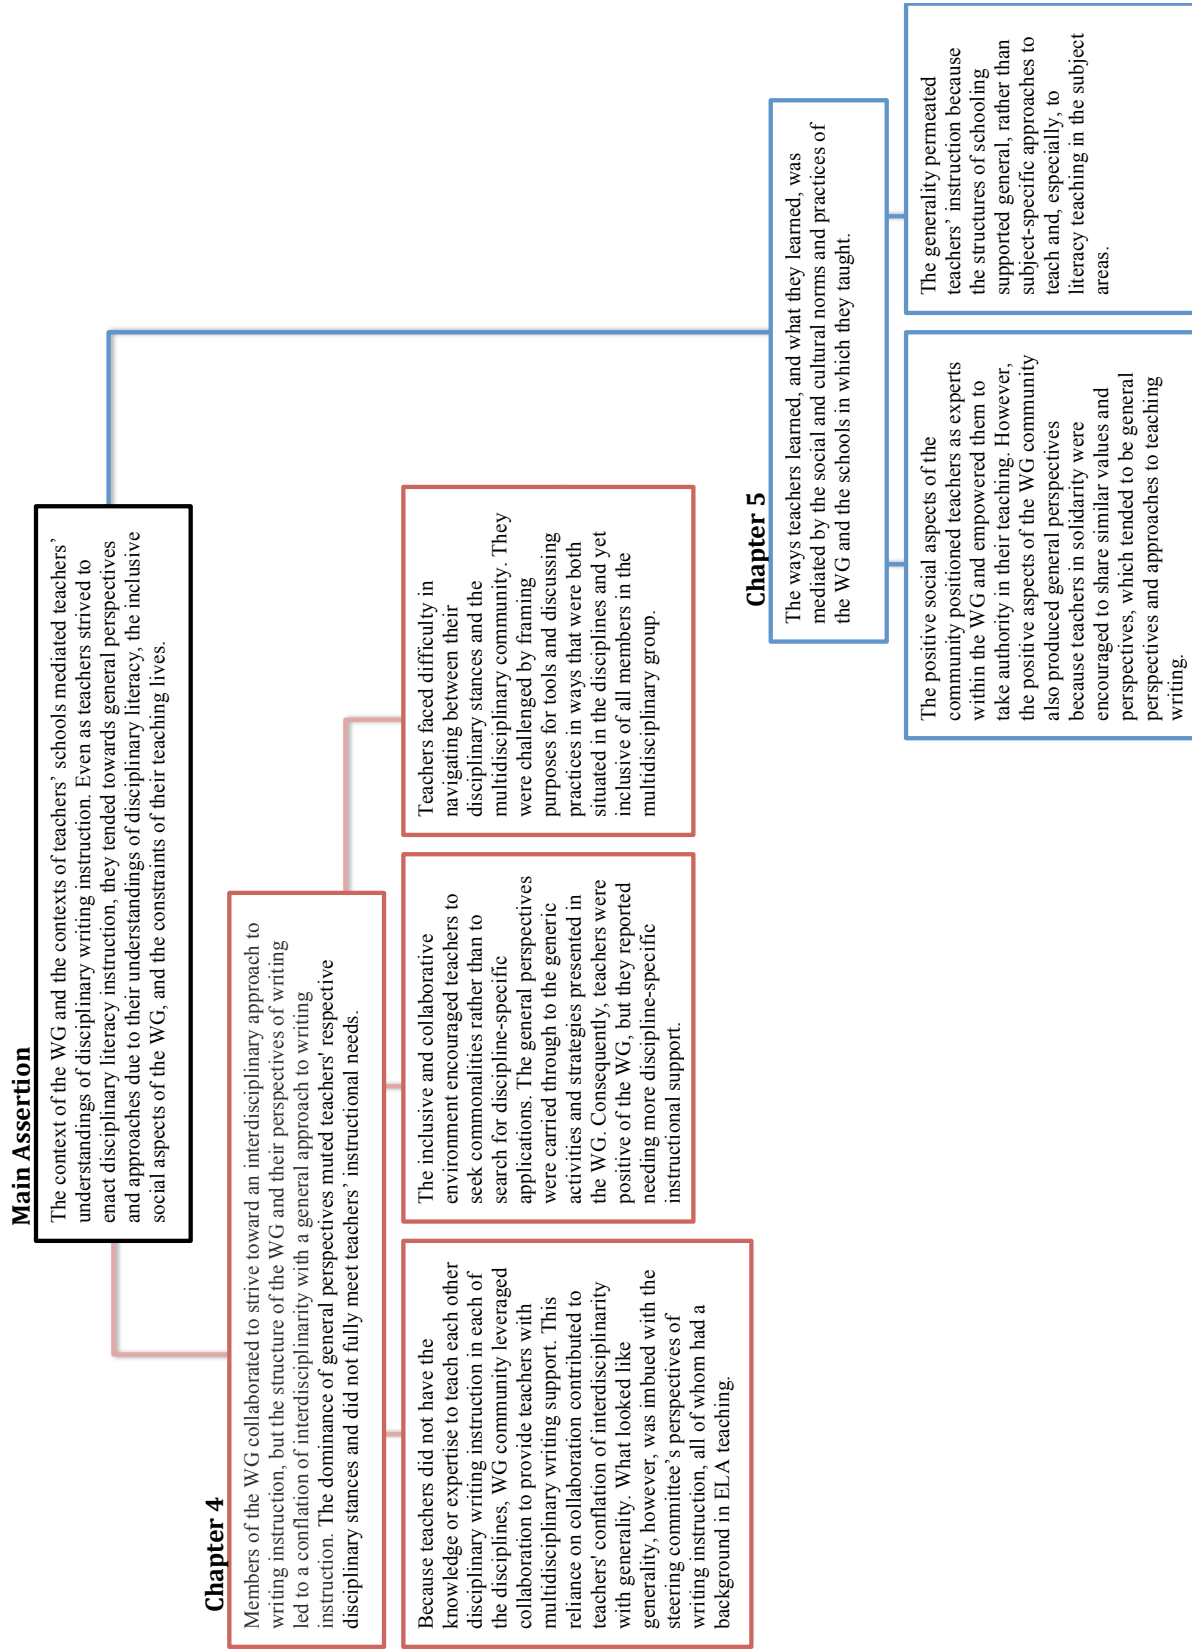 Main Assertion
The context of the WG and the contexts of teachers' schools mediated teachers'
understandings of disciplinary writing instruction. Even as teachers strived to
enact disciplinary literacy instruction, they tended towards general perspectives
and approaches due to their understandings of disciplinary literacy, the inclusive
social aspects of the WG, and the constraints of their teaching lives.
Chapter 4
Members of the WG collaborated to strive toward an interdisciplinary approach to
writing instruction, but the structure of the WG and their perspectives of writing
led to a conflation of interdisciplinarity with a general approach to writing
instruction. The dominance of general perspectives muted teachers' respective
disciplinary stances and did not fully meet teachers' instructional needs.
Because teachers did not have the
knowledge or expertise to teach each other
disciplinary writing instruction in each of
the disciplines, WG community leveraged
collaboration to provide teachers with
multidisciplinary writing support. This
reliance on collaboration contributed to
teachers' conflation of interdisciplinarity
with generality. What looked like
generality, however, was imbued with the
steering committee's perspectives of
writing instruction, all of whom had a
background in ELA teaching.
The inclusive and collaborative
environment encouraged teachers to
seek commonalities rather than to
search for discipline-specific
applications. The general perspectives
were carried through to the generic
activities and strategies presented in
the WG. Consequently, teachers were
positive of the WG, but they reported
needing more discipline-specific
instructional support.
Teachers faced difficulty in
navigating between their
disciplinary stances and the
multidisciplinary community. They
were challenged by framing
purposes for tools and discussing
practices in ways that were both
situated in the disciplines and yet
inclusive of all members in the
multidisciplinary group.
Chapter 5
The ways teachers learned, and what they learned, was
mediated by the social and cultural norms and practices of
the WG and the schools in which they taught.
The positive social aspects of the
community positioned teachers as experts
within the WG and empowered them to
take authority in their teaching. However,
the positive aspects of the WG community
also produced general perspectives
because teachers in solidarity were
encouraged to share similar values and
perspectives, which tended to be general
perspectives and approaches to teaching
writing.
The generality permeated
teachers' instruction because
the structures of schooling
supported general, rather than
subject-specific approaches to
teach and, especially, to
literacy teaching in the subject
areas.